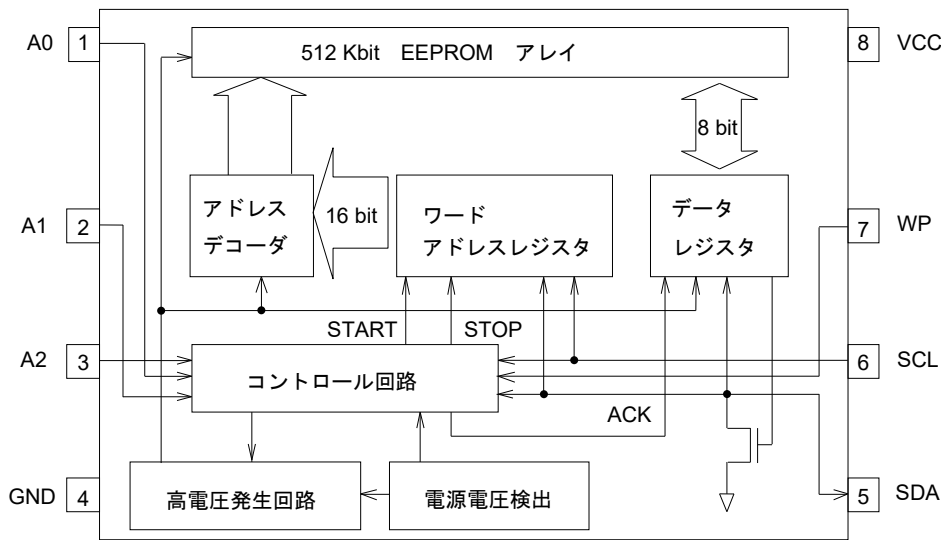 A0 1
512 Kbit EEPROM アレイ
8 VCC
8 bit
A1 2
アドレス
デコーダ
16 bit
ワード
アドレスレジスタ
データ
レジスタ
7 WP
START
STOP
A2 3
コントロール回路
6 SCL
ACK
GND 4
高電圧発生回路
電源電圧検出
5 SDA